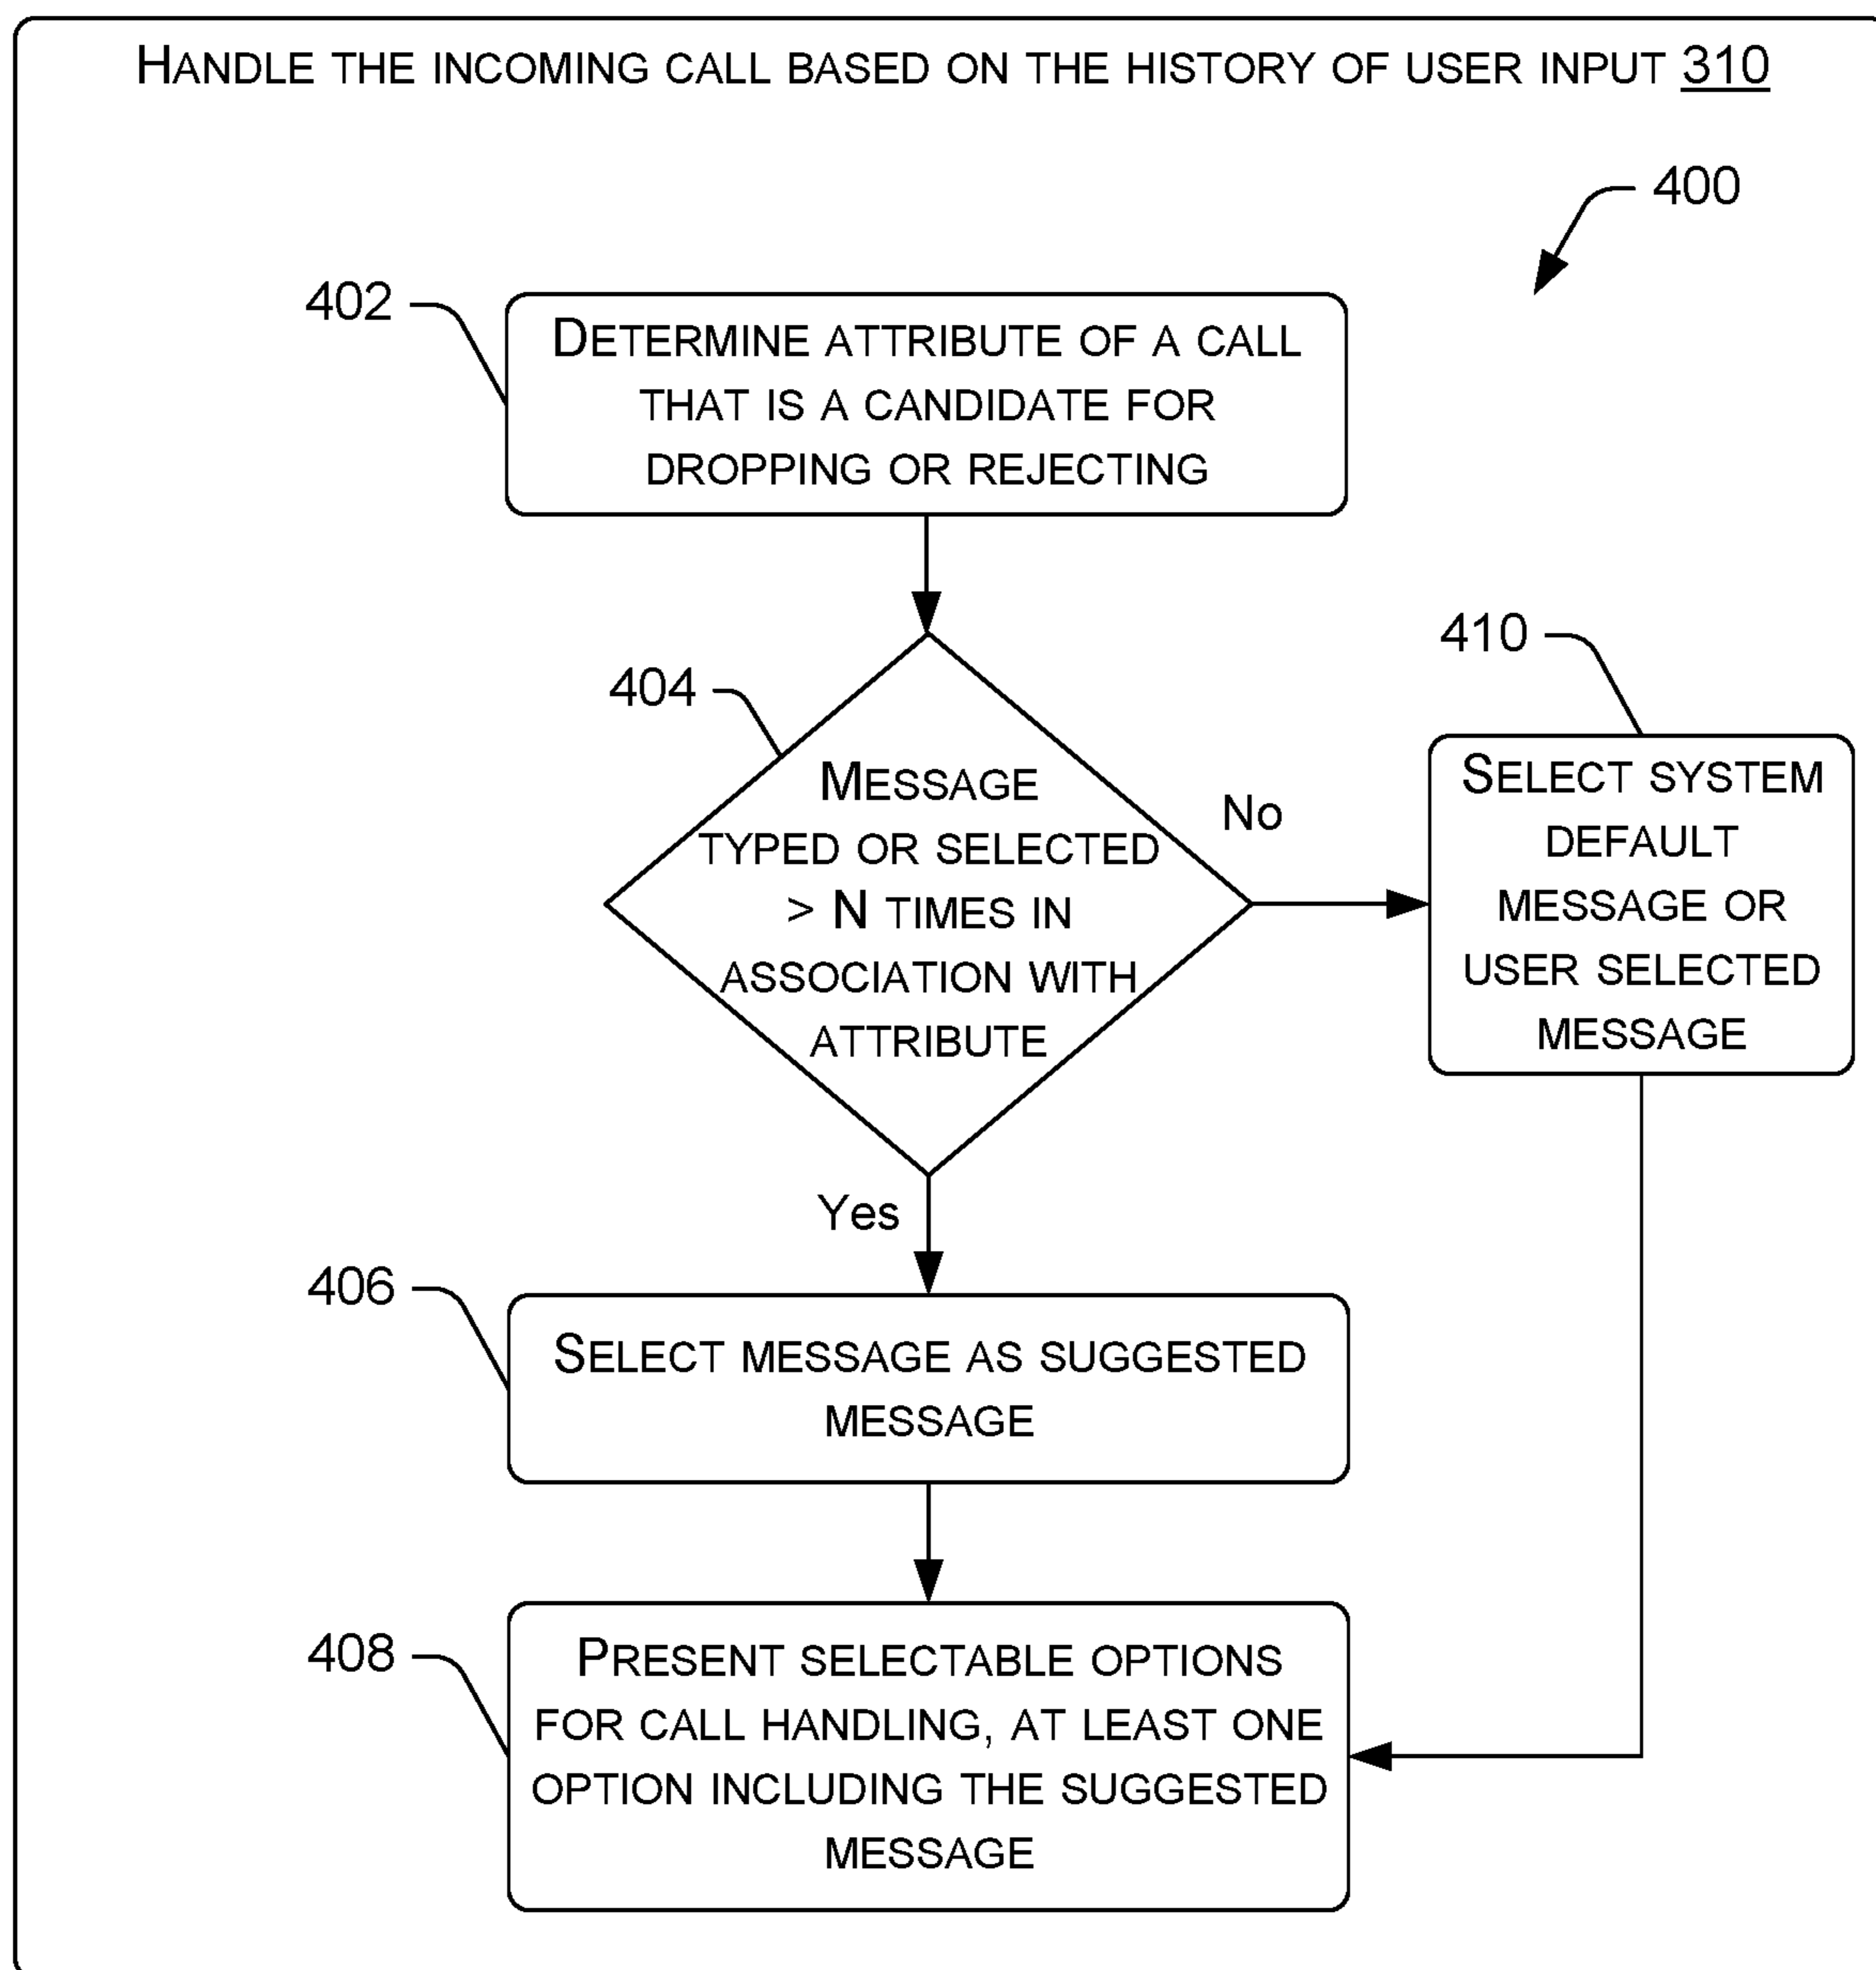 HANDLE THE INCOMING CALL BASED ON THE HISTORY OF USER INPUT 310
400
402
DETERMINE ATTRIBUTE OF A CALL
THAT IS A CANDIDATE FOR
DROPPING OR REJECTING
404
MESSAGE
TYPED OR SELECTED
> N TIMES IN
ASSOCIATION WITH
ATTRIBUTE
No
410
SELECT SYSTEM
DEFAULT
MESSAGE OR
USER SELECTED
MESSAGE
Yes
406
SELECT MESSAGE AS SUGGESTED
MESSAGE
408
PRESENT SELECTABLE OPTIONS
FOR CALL HANDLING, AT LEAST ONE
OPTION INCLUDING THE SUGGESTED
MESSAGE